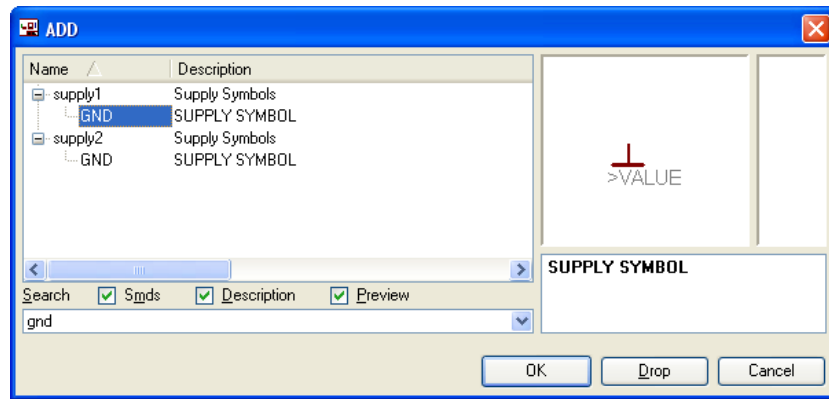 ADD
Name Description
supply1 Supply Symbols
GND SUPPLY SYMBOL
supply2 Supply Symbols
GND SUPPLY SYMBOL
>VALUE
SUPPLY SYMBOL
Search Smds Description Preview
gnd
OK Drop Cancel